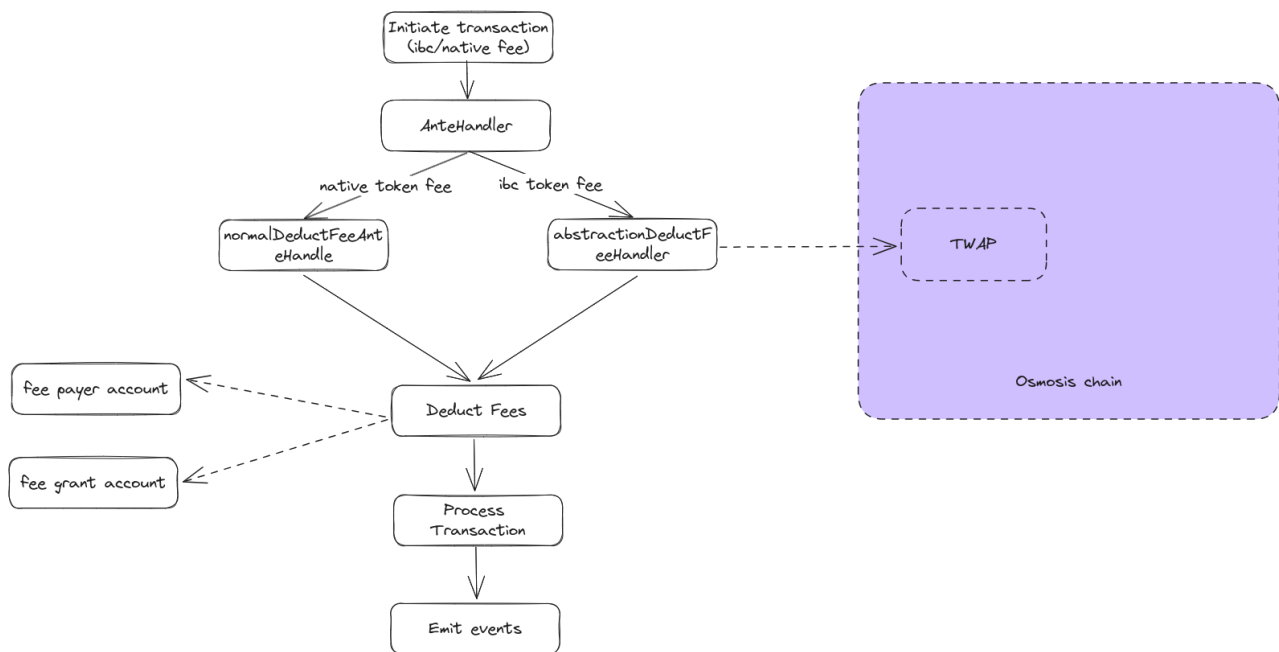 Initiate transaction
(ibc/native fee)
AnteHandler
native token fee
ibc token fee
normalDeductFeeAnt
eHandle
abstractionDeductF
eeHandler
TWAP
Osmosis chain
fee payer account
Deduct Fees
fee grant account
Process
Transaction
Emit events